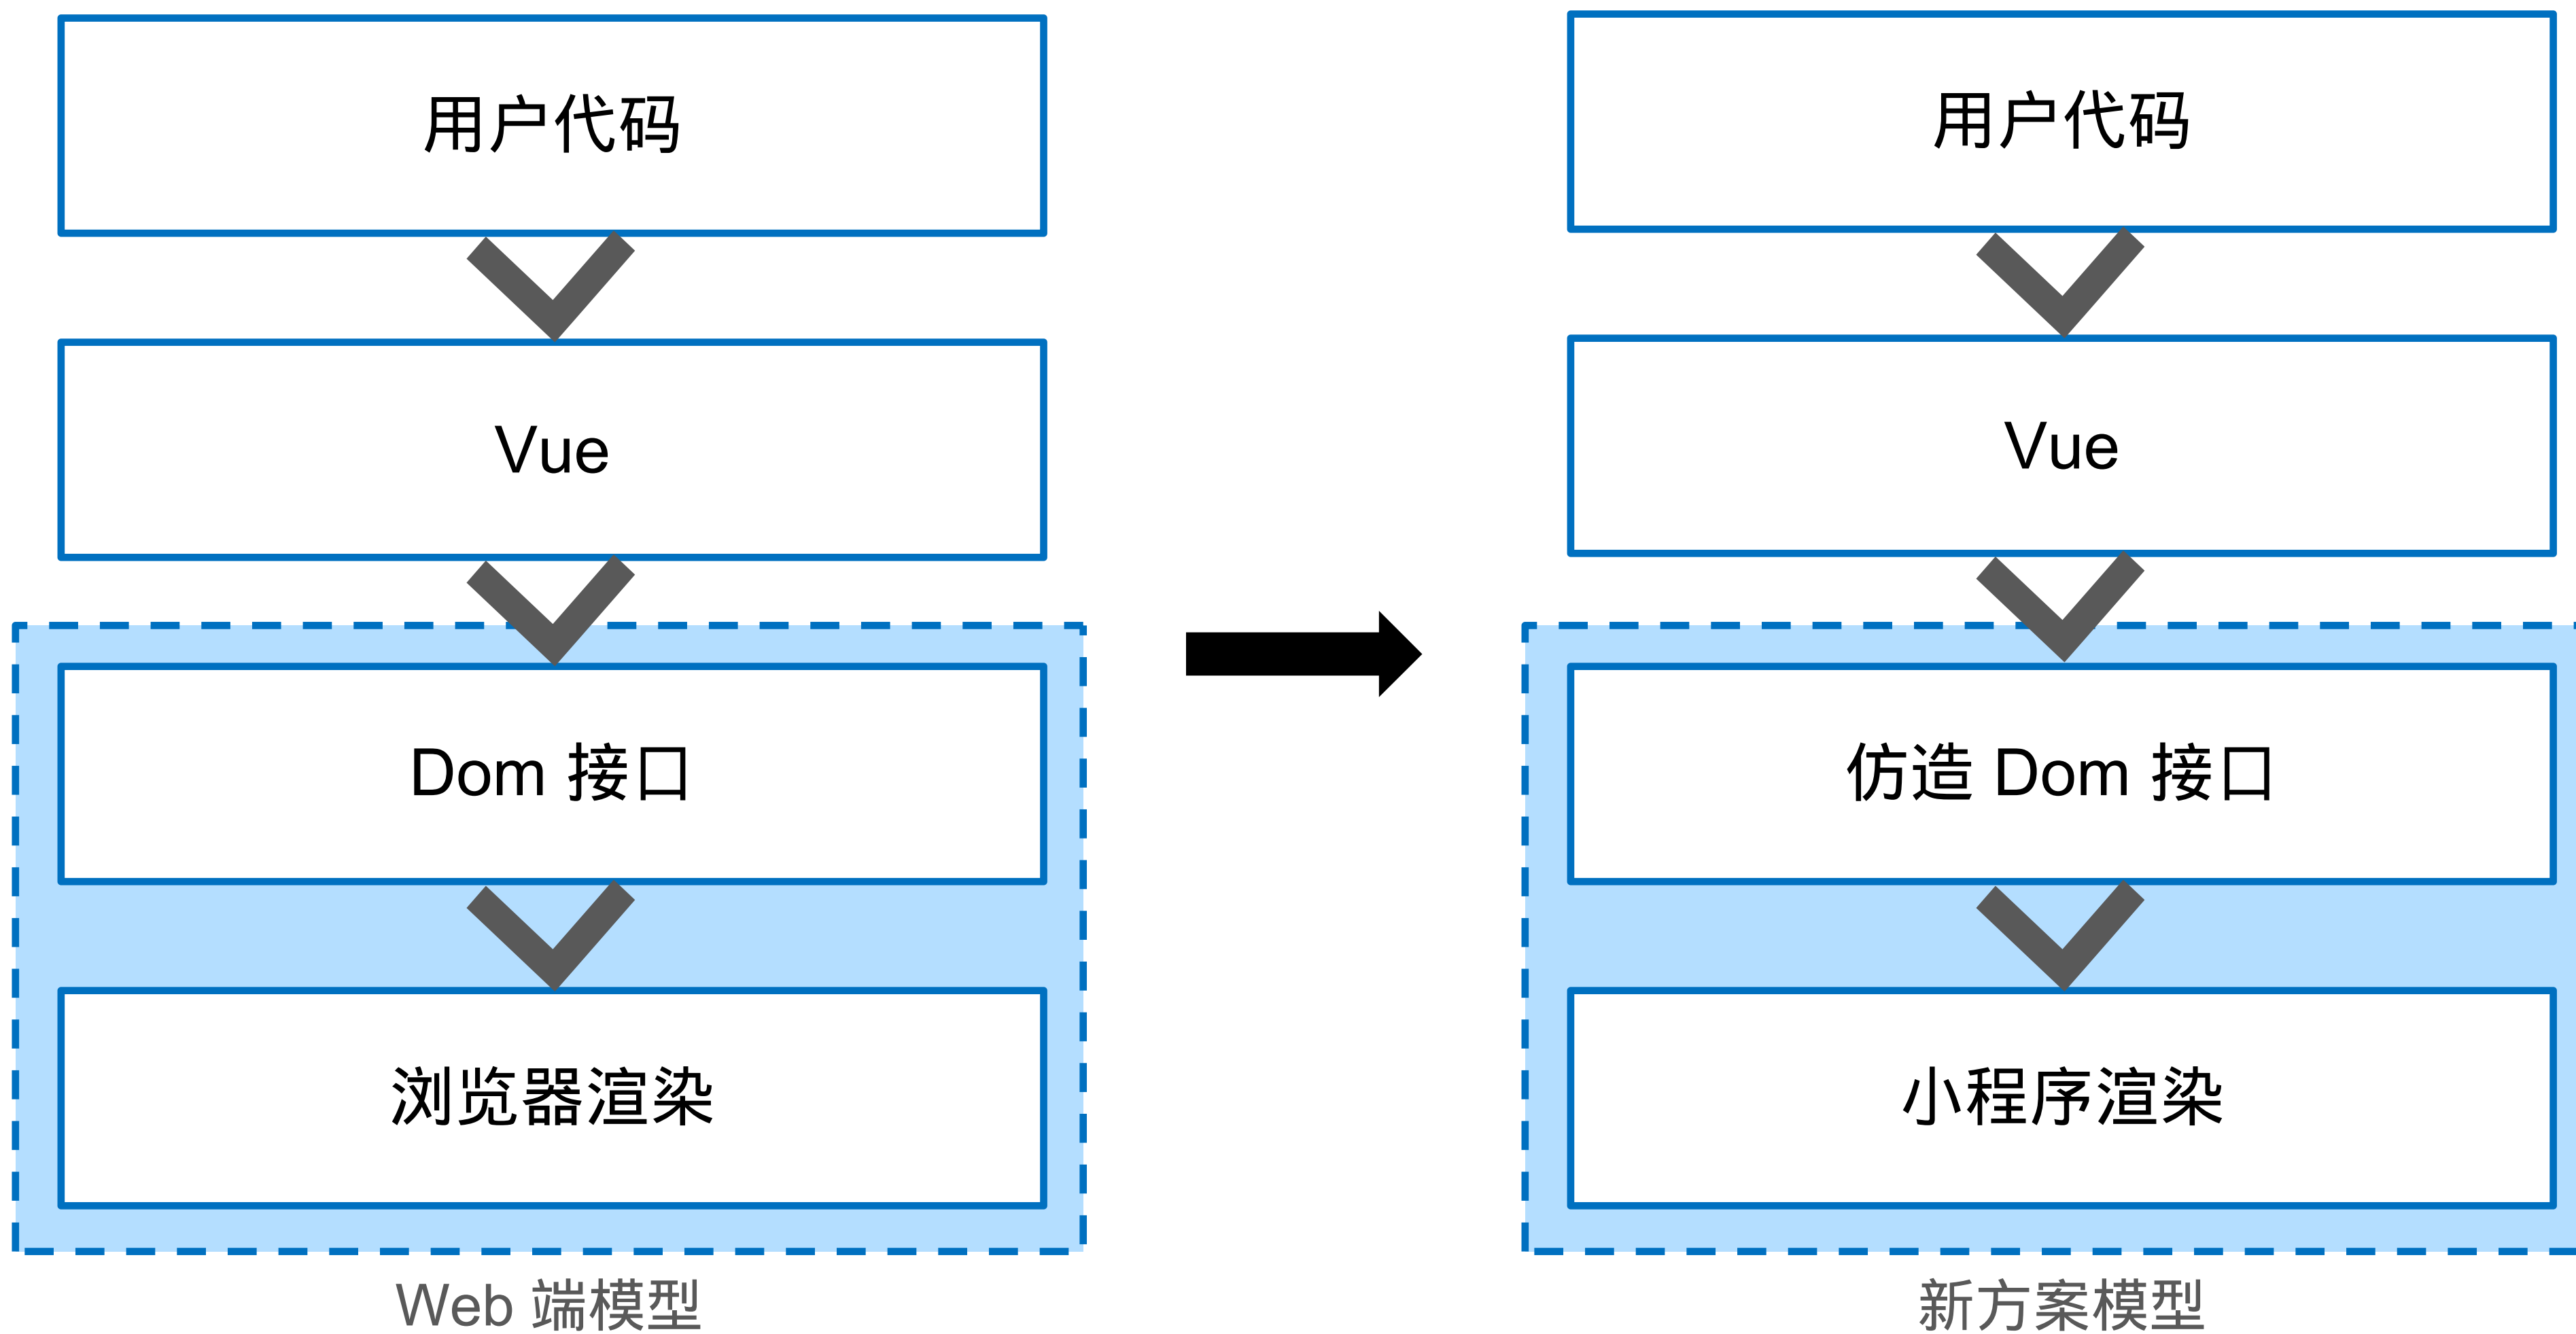 用户代码
Vue
Dom 接口
浏览器渲染
Web 端模型
用户代码
Vue
仿造 Dom 接口
小程序渲染
新方案模型